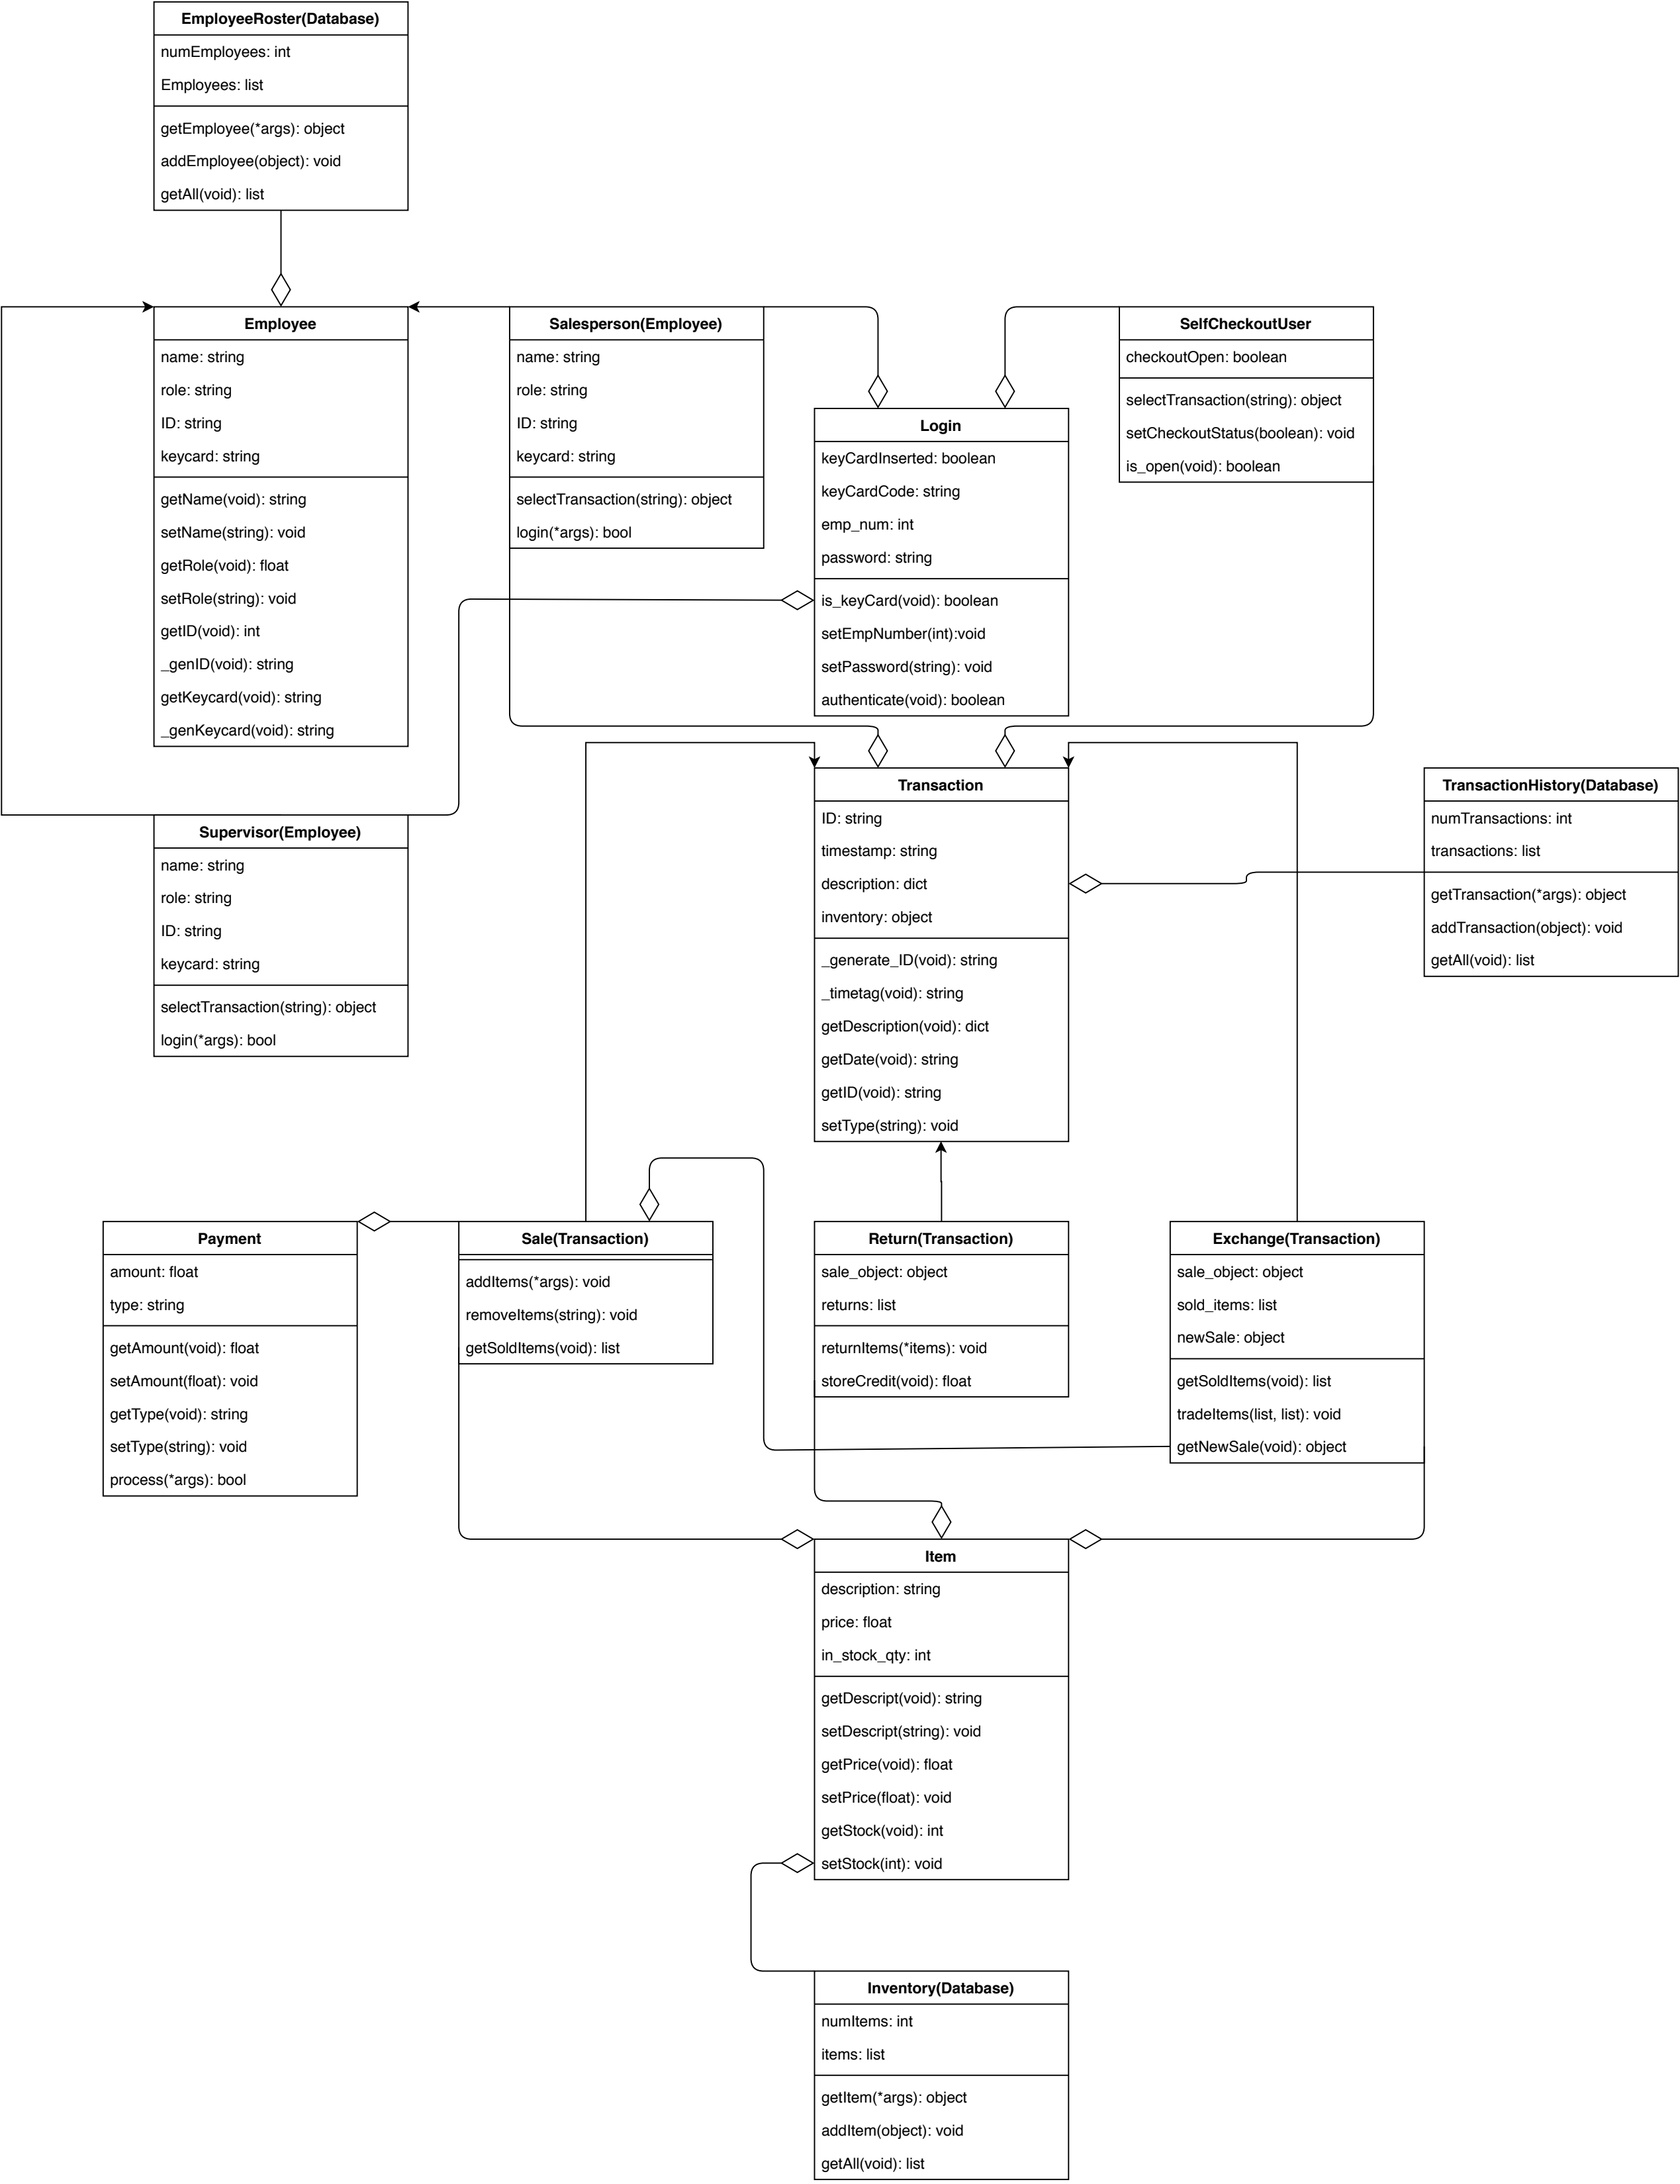 EmployeeRoster(Database)
numEmployees: int
Employees: list
getEmployee(*args): object
addEmployee(object): void
getAll(void): list
Employee
name: string
role: string
ID: string
keycard: string
getName(void): string
setName(string): void
getRole(void): float
setRole(string): void
getID(void): int
_genID(void): string
getKeycard(void): string
_genKeycard(void): string
Salesperson(Employee)
name: string
role: string
ID: string
keycard: string
selectTransaction(string): object
login(*args): bool
Login
keyCardInserted: boolean
keyCardCode: string
emp_num: int
password: string
is_keyCard(void): boolean
setEmpNumber(int):void
setPassword(string): void
authenticate(void): boolean
SelfCheckoutUser
checkoutOpen: boolean
selectTransaction(string): object
setCheckoutStatus(boolean): void
is_open(void): boolean
Supervisor(Employee)
name: string
role: string
ID: string
keycard: string
selectTransaction(string): object
login(*args): bool
Transaction
ID: string
timestamp: string
description: dict
inventory: object
_generate_ID(void): string
_timetag(void): string
getDescription(void): dict
getDate(void): string
getID(void): string
setType(string): void
TransactionHistory(Database)
numTransactions: int
transactions: list
getTransaction(*args): object
addTransaction(object): void
getAll(void): list
Payment
amount: float
type: string
getAmount(void): float
setAmount(float): void
getType(void): string
setType(string): void
process(*args): bool
Sale(Transaction)
addItems(*args): void
removeItems(string): void
getSoldItems(void): list
Return(Transaction)
sale_object: object
returns: list
returnItems(*items): void
storeCredit(void): float
Exchange(Transaction)
sale_object: object
sold_items: list
newSale: object
getSoldItems(void): list
tradeItems(list, list): void
getNewSale(void): object
Item
description: string
price: float
in_stock_qty: int
getDescript(void): string
setDescript(string): void
getPrice(void): float
setPrice(float): void
getStock(void): int
setStock(int): void
Inventory(Database)
numItems: int
items: list
getItem(*args): object
addItem(object): void
getAll(void): list